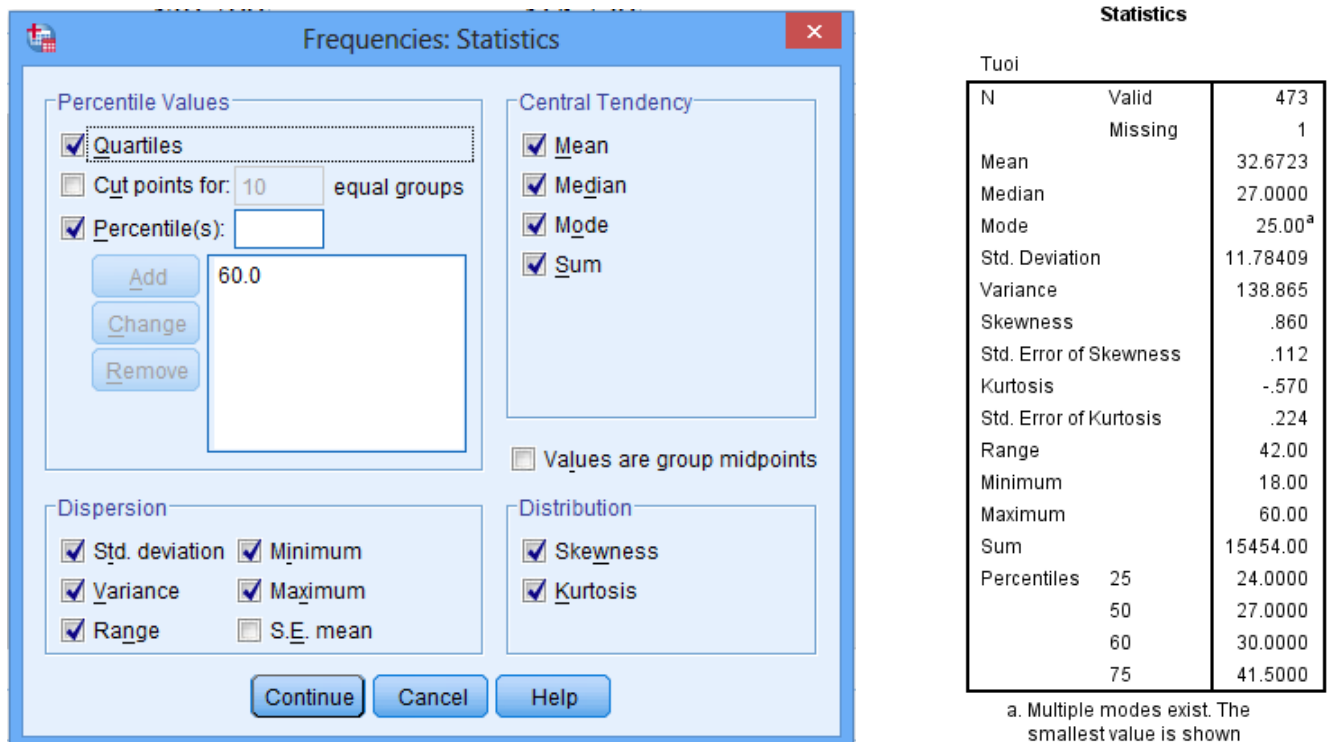 Frequencies: Statistics
Percentile Values
Quartiles
Cut points for: 10 equal groups
Percentile(s):
Add
60.0
Change
Remove
Central Tendency
Mean
Median
Mode
Sum
Values are group midpoints
Dispersion
Std. deviation Minimum
Variance Maximum
Range S.E. mean
Distribution
Skewness
Kurtosis
Continue Cancel Help
Statistics
Tuoi
N Valid 473
Missing 1
Mean 32.6723
Median 27.0000
Mode 25.00a
Std. Deviation 11.78409
Variance 138.865
Skewness .860
Std. Error of Skewness .112
Kurtosis -.570
Std. Error of Kurtosis .224
Range 42.00
Minimum 18.00
Maximum 60.00
Sum 15454.00
Percentiles 25 24.0000
50 27.0000
60 30.0000
75 41.5000
a. Multiple modes exist. The
smallest value is shown